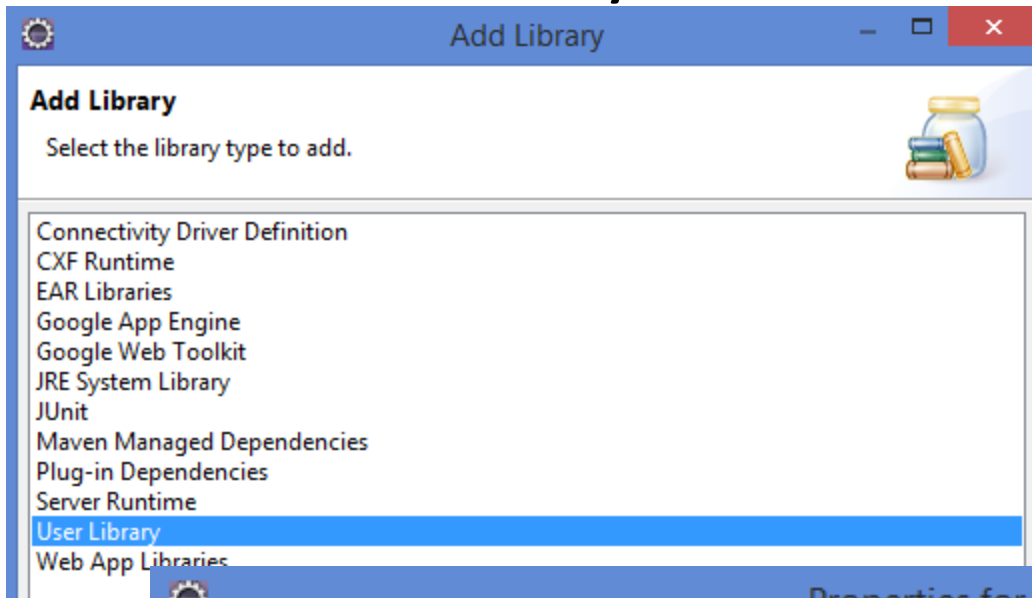 Add Library
Add Library
Select the library type to add.
Connectivity Driver Definition
CXF Runtime
EAR Libraries
Google App Engine
Google Web Toolkit
JRE System Library
JUnit
Maven Managed Dependencies
Plug-in Dependencies
Server Runtime
User Library
Web App Libraries
Properties for